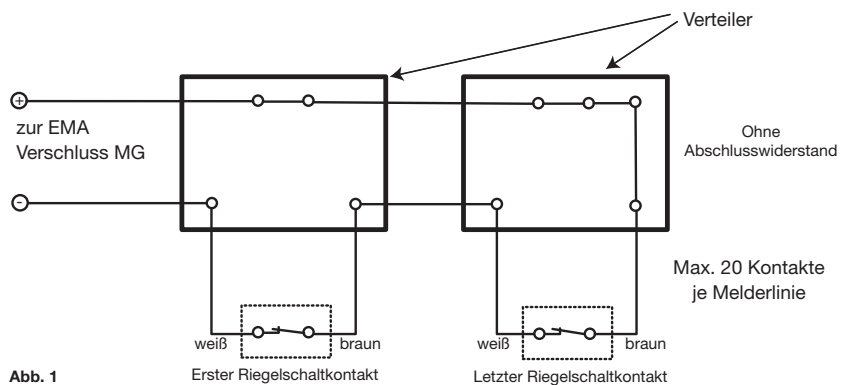 Verteiler
+
zur EMA
Verschluss MG
-
Ohne
Abschlusswiderstand
Max. 20 Kontakte
je Melderlinie
weiß
braun
weiß
braun
Abb. 1
Erster Riegelschaltkontakt
Letzter Riegelschaltkontakt